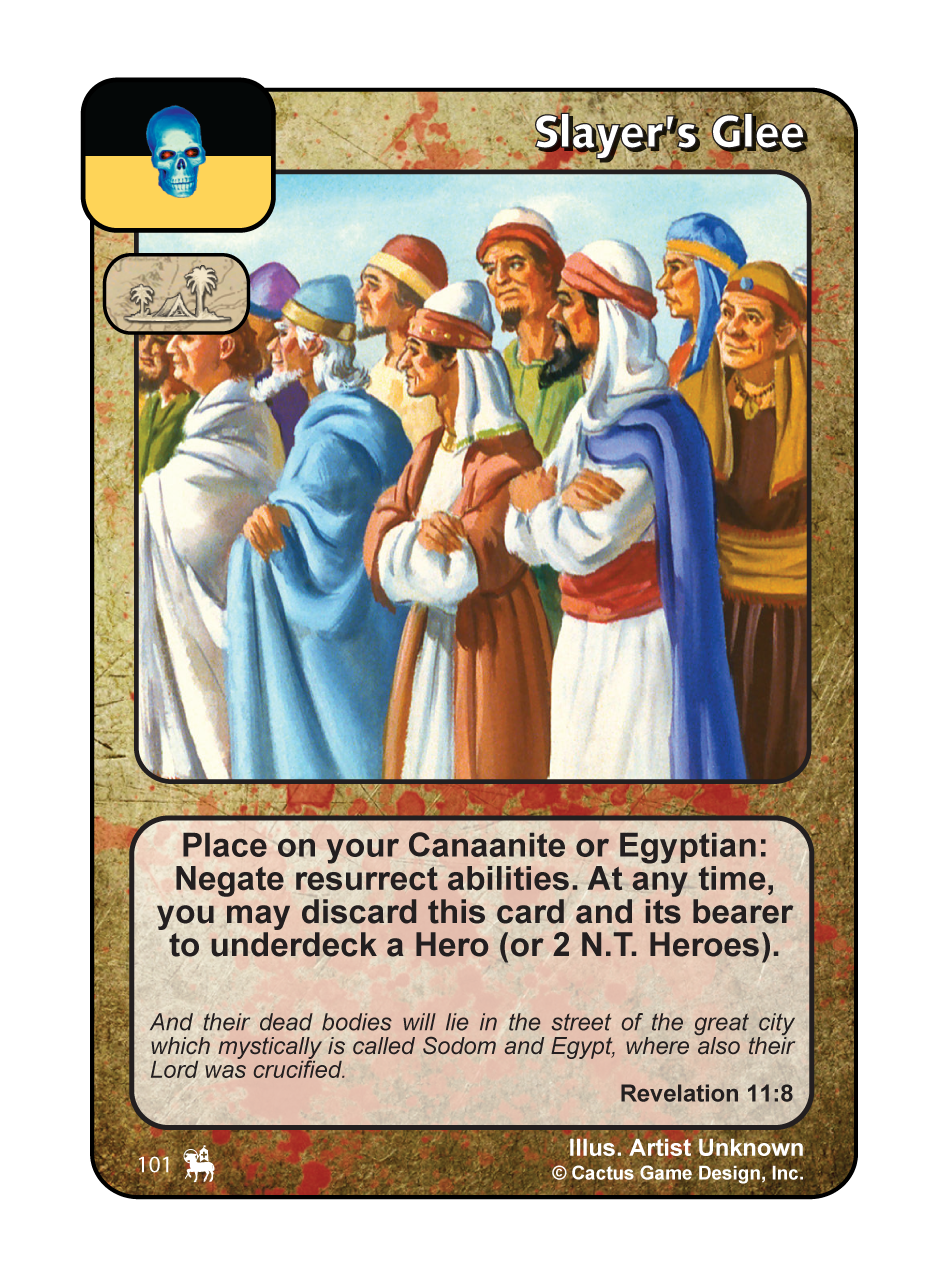 Slayer's Glee
Place on your Canaanite or Egyptian:
Negate resurrect abilities. At any time,
you may discard this card and its bearer
to underdeck a Hero (or 2 N.T. Heroes).
And their dead bodies will lie in the street of the great city
which mystically is called Sodom and Egypt, where also their
Lord was crucified.
Revelation 11:8
Illus. Artist Unknown
101
© Cactus Game Design, Inc.